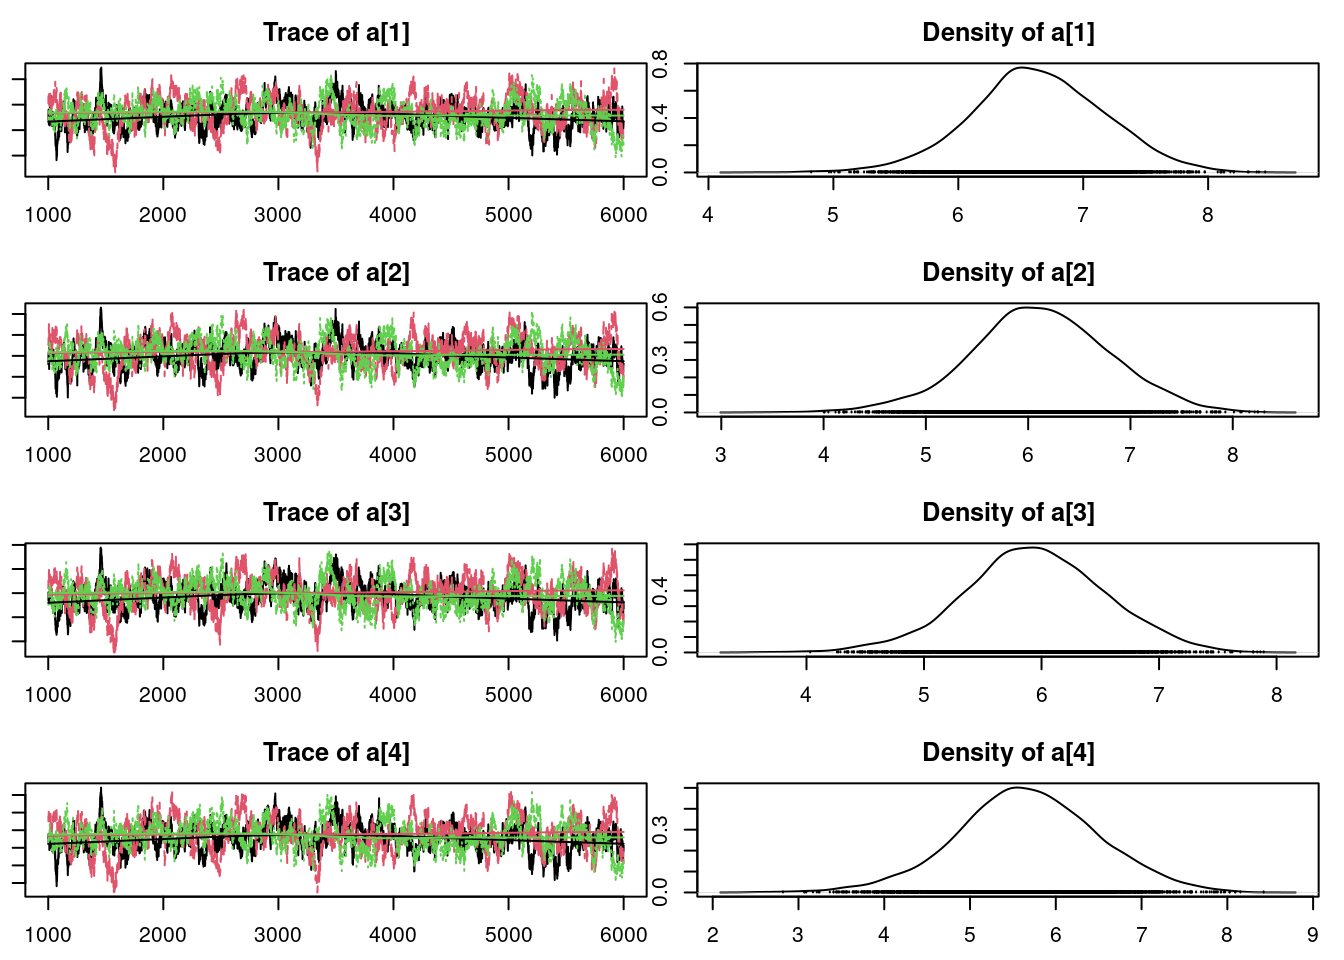 Trace of a[1]
Density of a[1]
0.0 0.4 0.8
1000 2000 3000 4000 5000 6000
4 5 6 7 8
Trace of a[2]
Density of a[2]
0.0 0.3 0.6
1000 2000 3000 4000 5000 6000
3 4 5 6 7 8
Trace of a[3]
Density of a[3]
0.0 0.4
1000 2000 3000 4000 5000 6000
4 5 6 7 8
Trace of a[4]
Density of a[4]
0.0 0.3
1000 2000 3000 4000 5000 6000
2 3 4 5 6 7 8 9